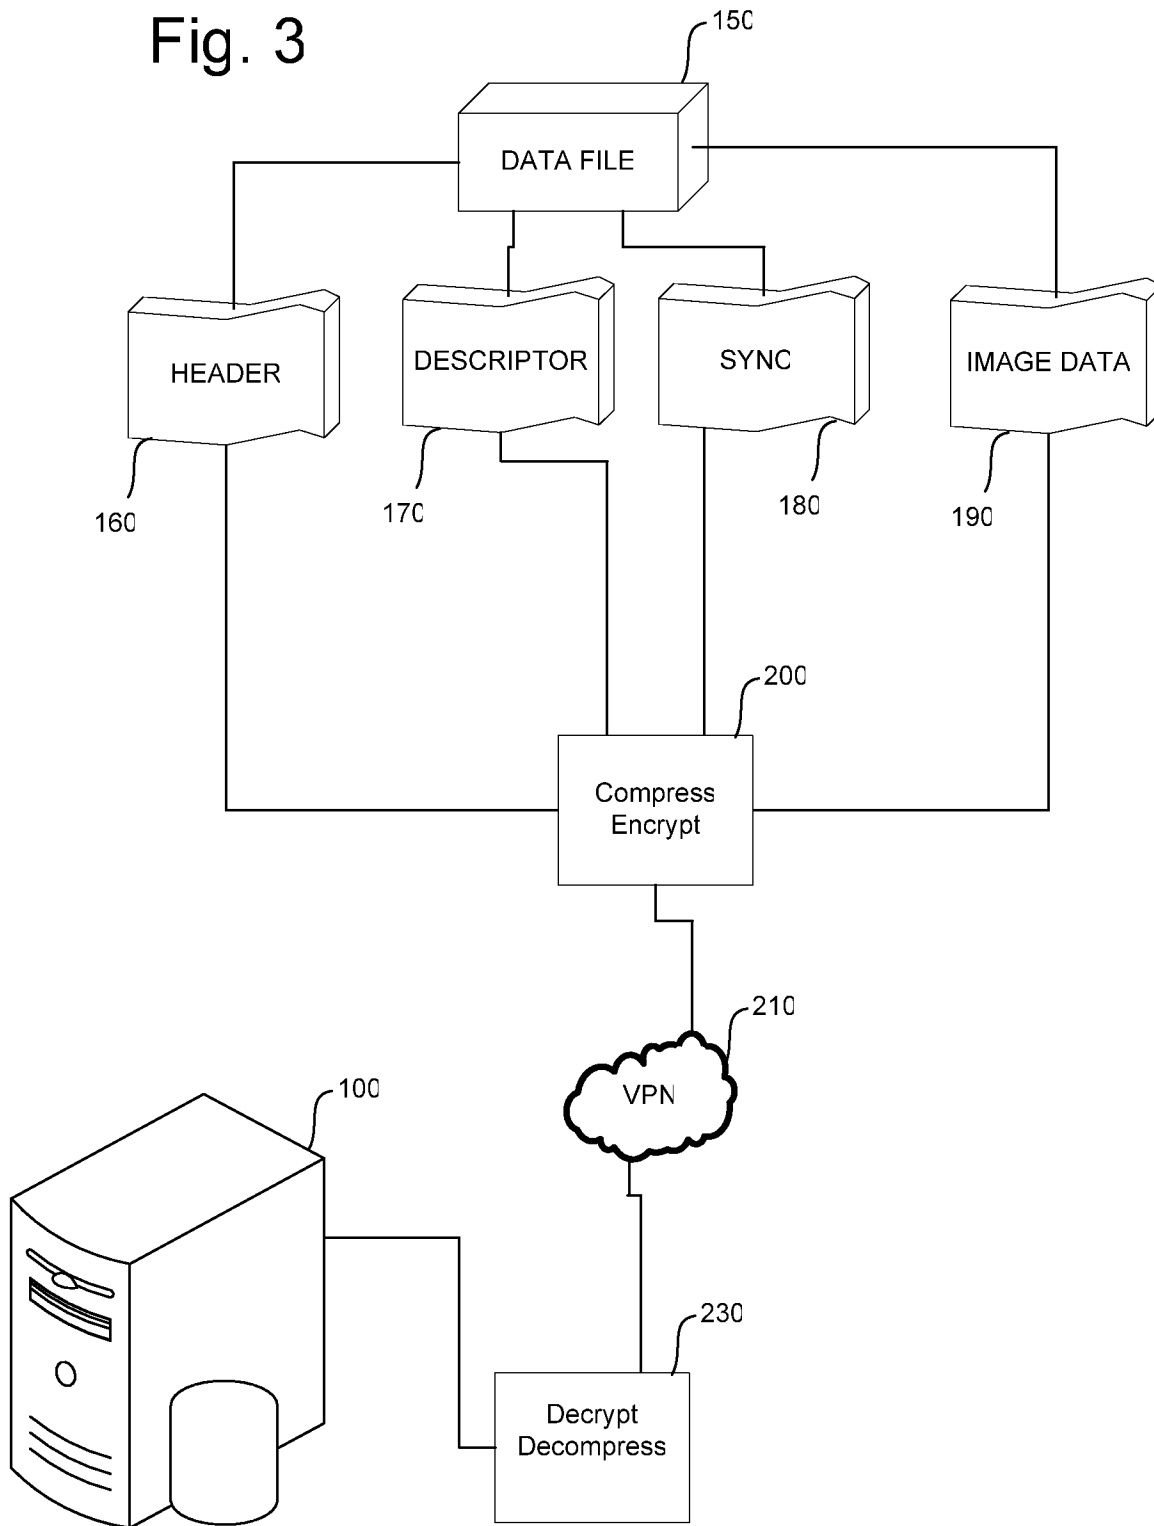 Fig. 3
150
DATA FILE
HEADER
DESCRIPTOR
SYNC
IMAGE DATA
160
170
180
190
200
Compress
Encrypt
210
VPN
100
230
Decrypt
Decompress